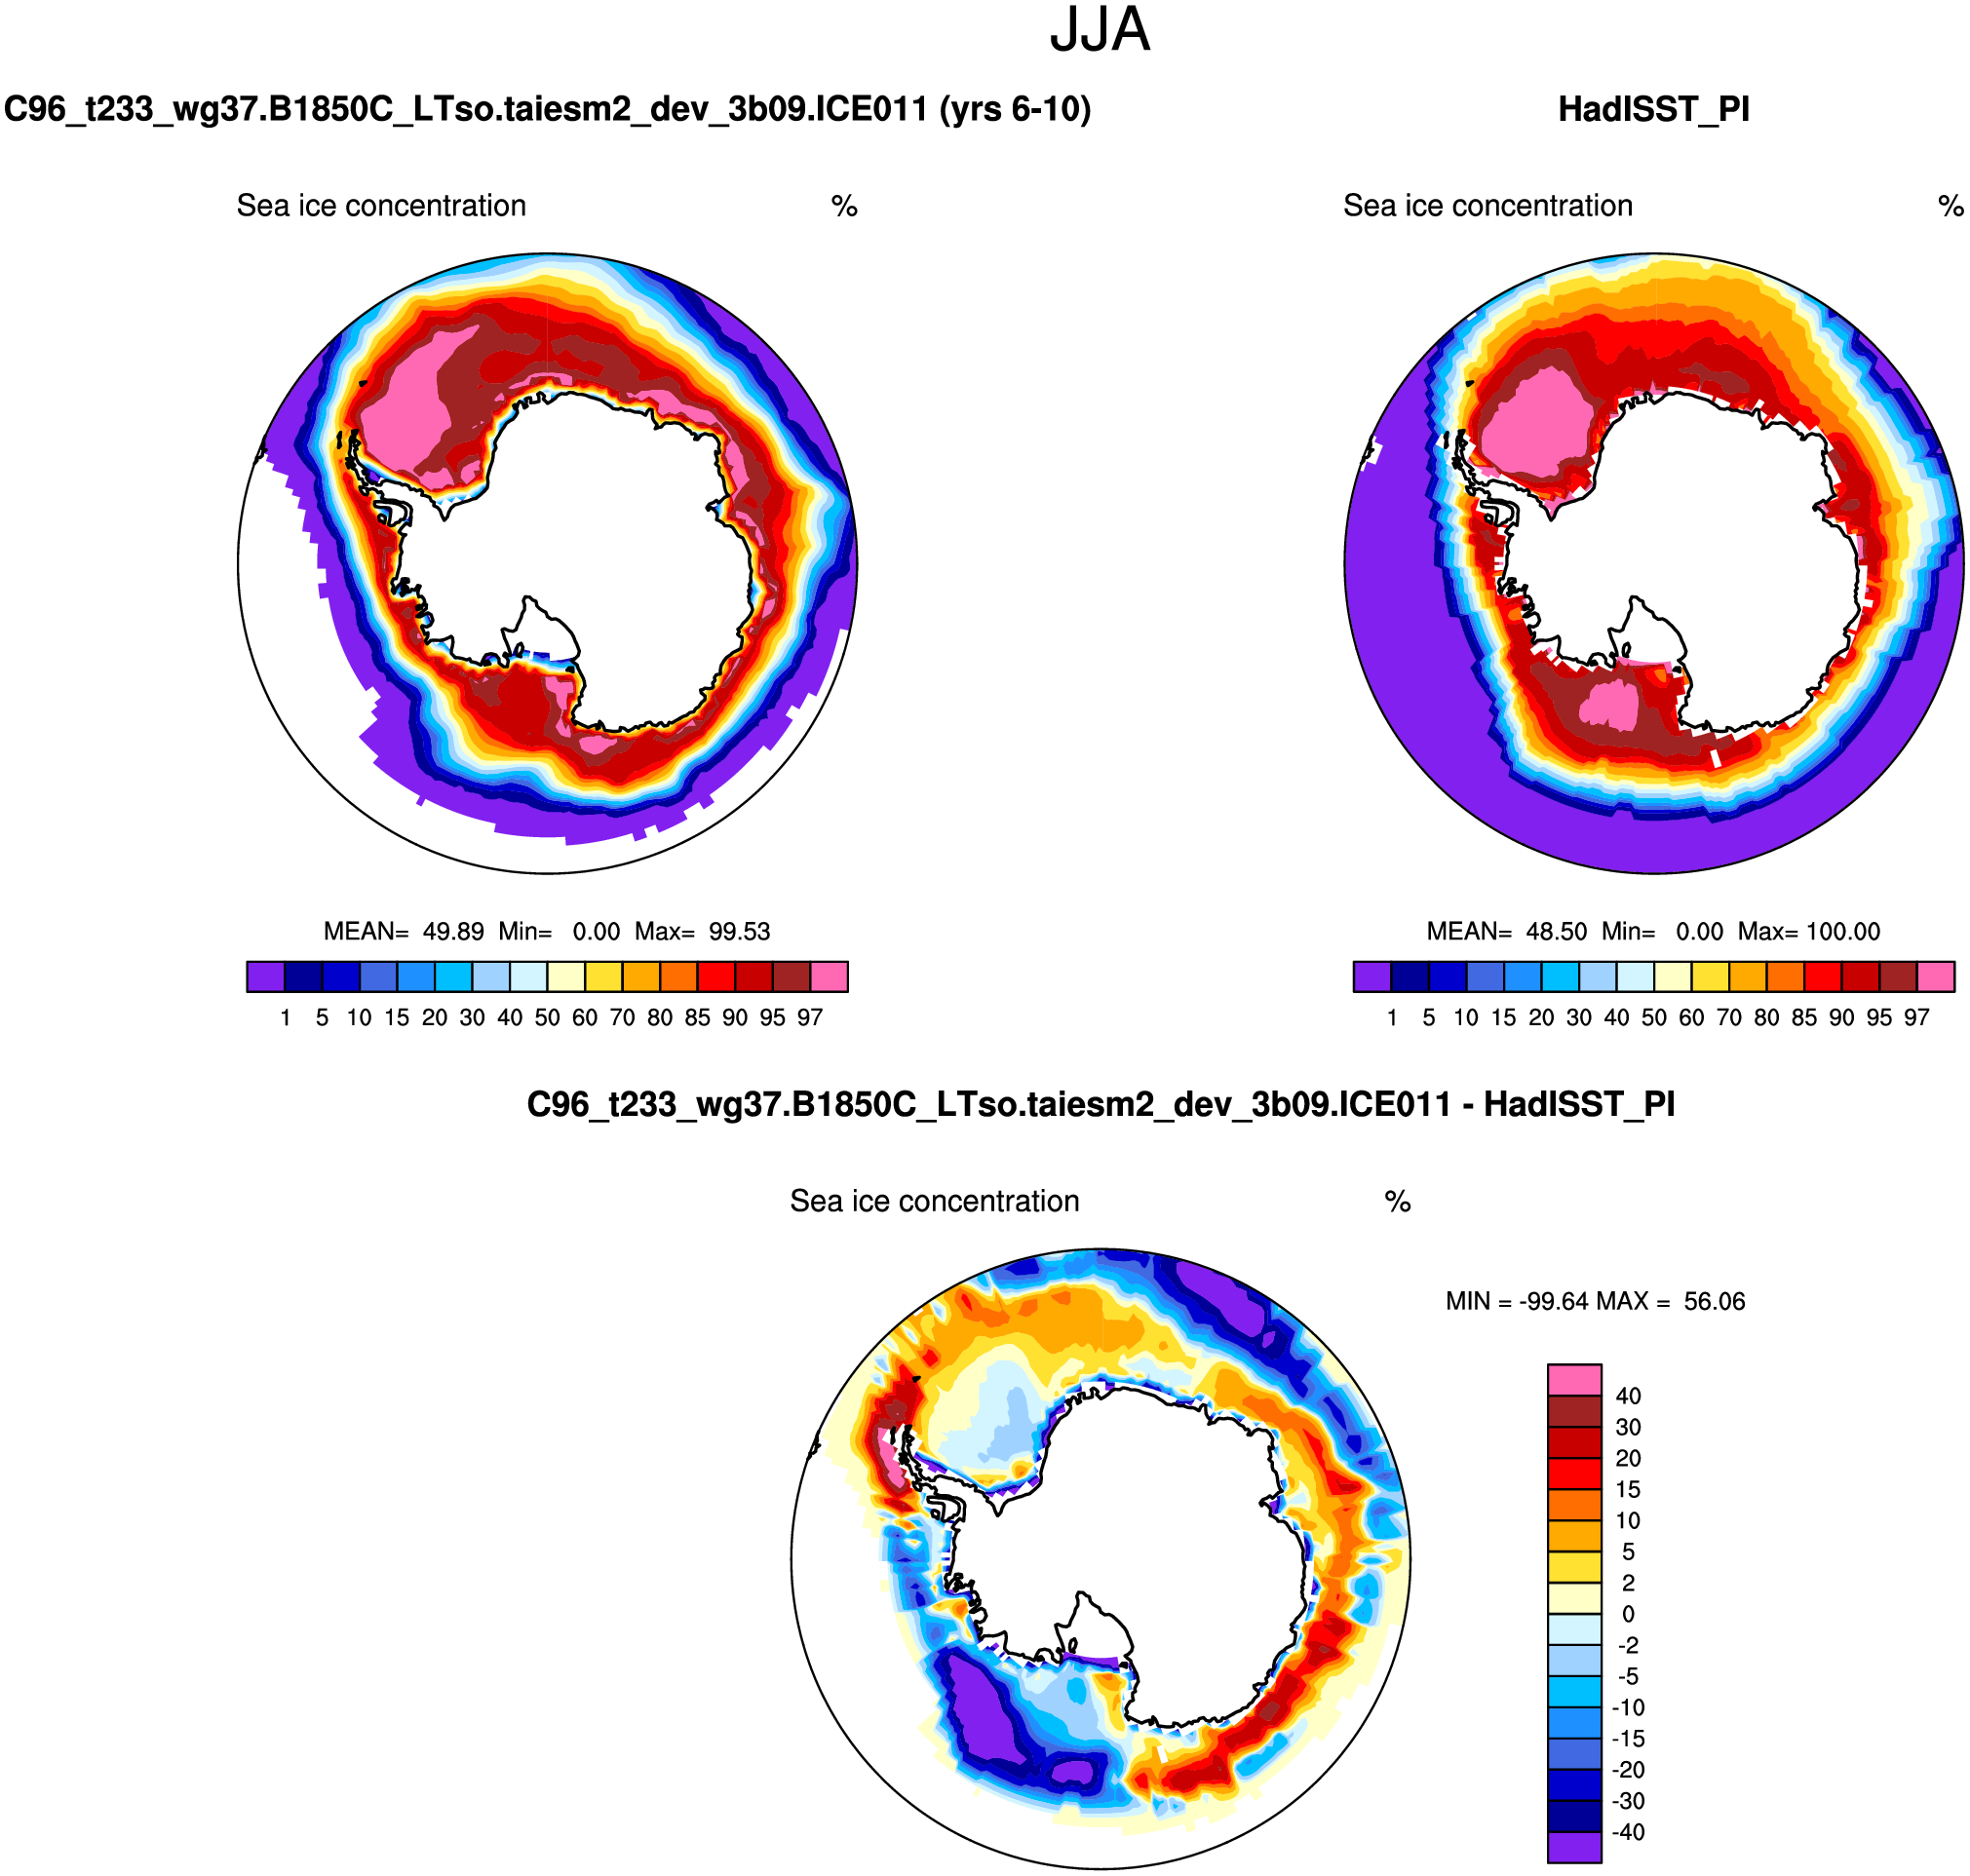 JJA
C96_t233_wg37.B1850C_LTso.taiesm2_dev_3b09.ICE011 (yrs 6-10)
HadISST_PI
Sea ice concentration %
Sea ice concentration %
MEAN= 49.89 Min= 0.00 Max= 99.53
MEAN= 48.50 Min= 0.00 Max= 100.00
1 5 10 15 20 30 40 50 60 70 80 85 90 95 97
1 5 10 15 20 30 40 50 60 70 80 85 90 95 97
C96_t233_wg37.B1850C_LTso.taiesm2_dev_3b09.ICE011 - HadISST_PI
Sea ice concentration %
MIN = -99.64 MAX = 56.06
40
30
20
15
10
5
2
0
-2
-5
-10
-15
-20
-30
-40